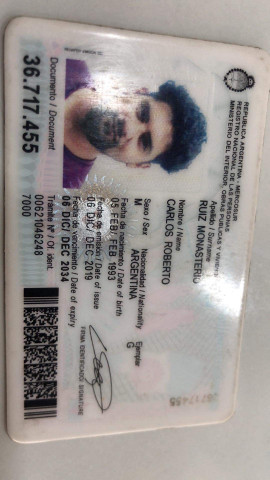 REPUBLICA ARGENTINA - MERCOSUR
REGISTRO NACIONAL DE LAS PERSONAS
MINISTERIO DEL INTERIOR, OBRAS PUBLICAS Y VIVIENDA
Apellido / Surname
RUIZ MONASTERIO
Nombre / Name
CARLOS ROBERTO
Sexo / Sex
Nacionalidad / Nationality
Ejemplar
M
ARGENTINA
G
Fecha de nacimiento / Date of birth
05 FEB/ FEB 1993
Fecha de emisión / Date of issue
06 DIC/ DEC 2019
Fecha de vencimiento / Date of expiry
06 DIC/ DEC 2034
FIRMA IDENTIFICADO/ SIGNATURE
Documento / Document
36.717.455
Trámite Nº / Of. ident.
00621046248
7000